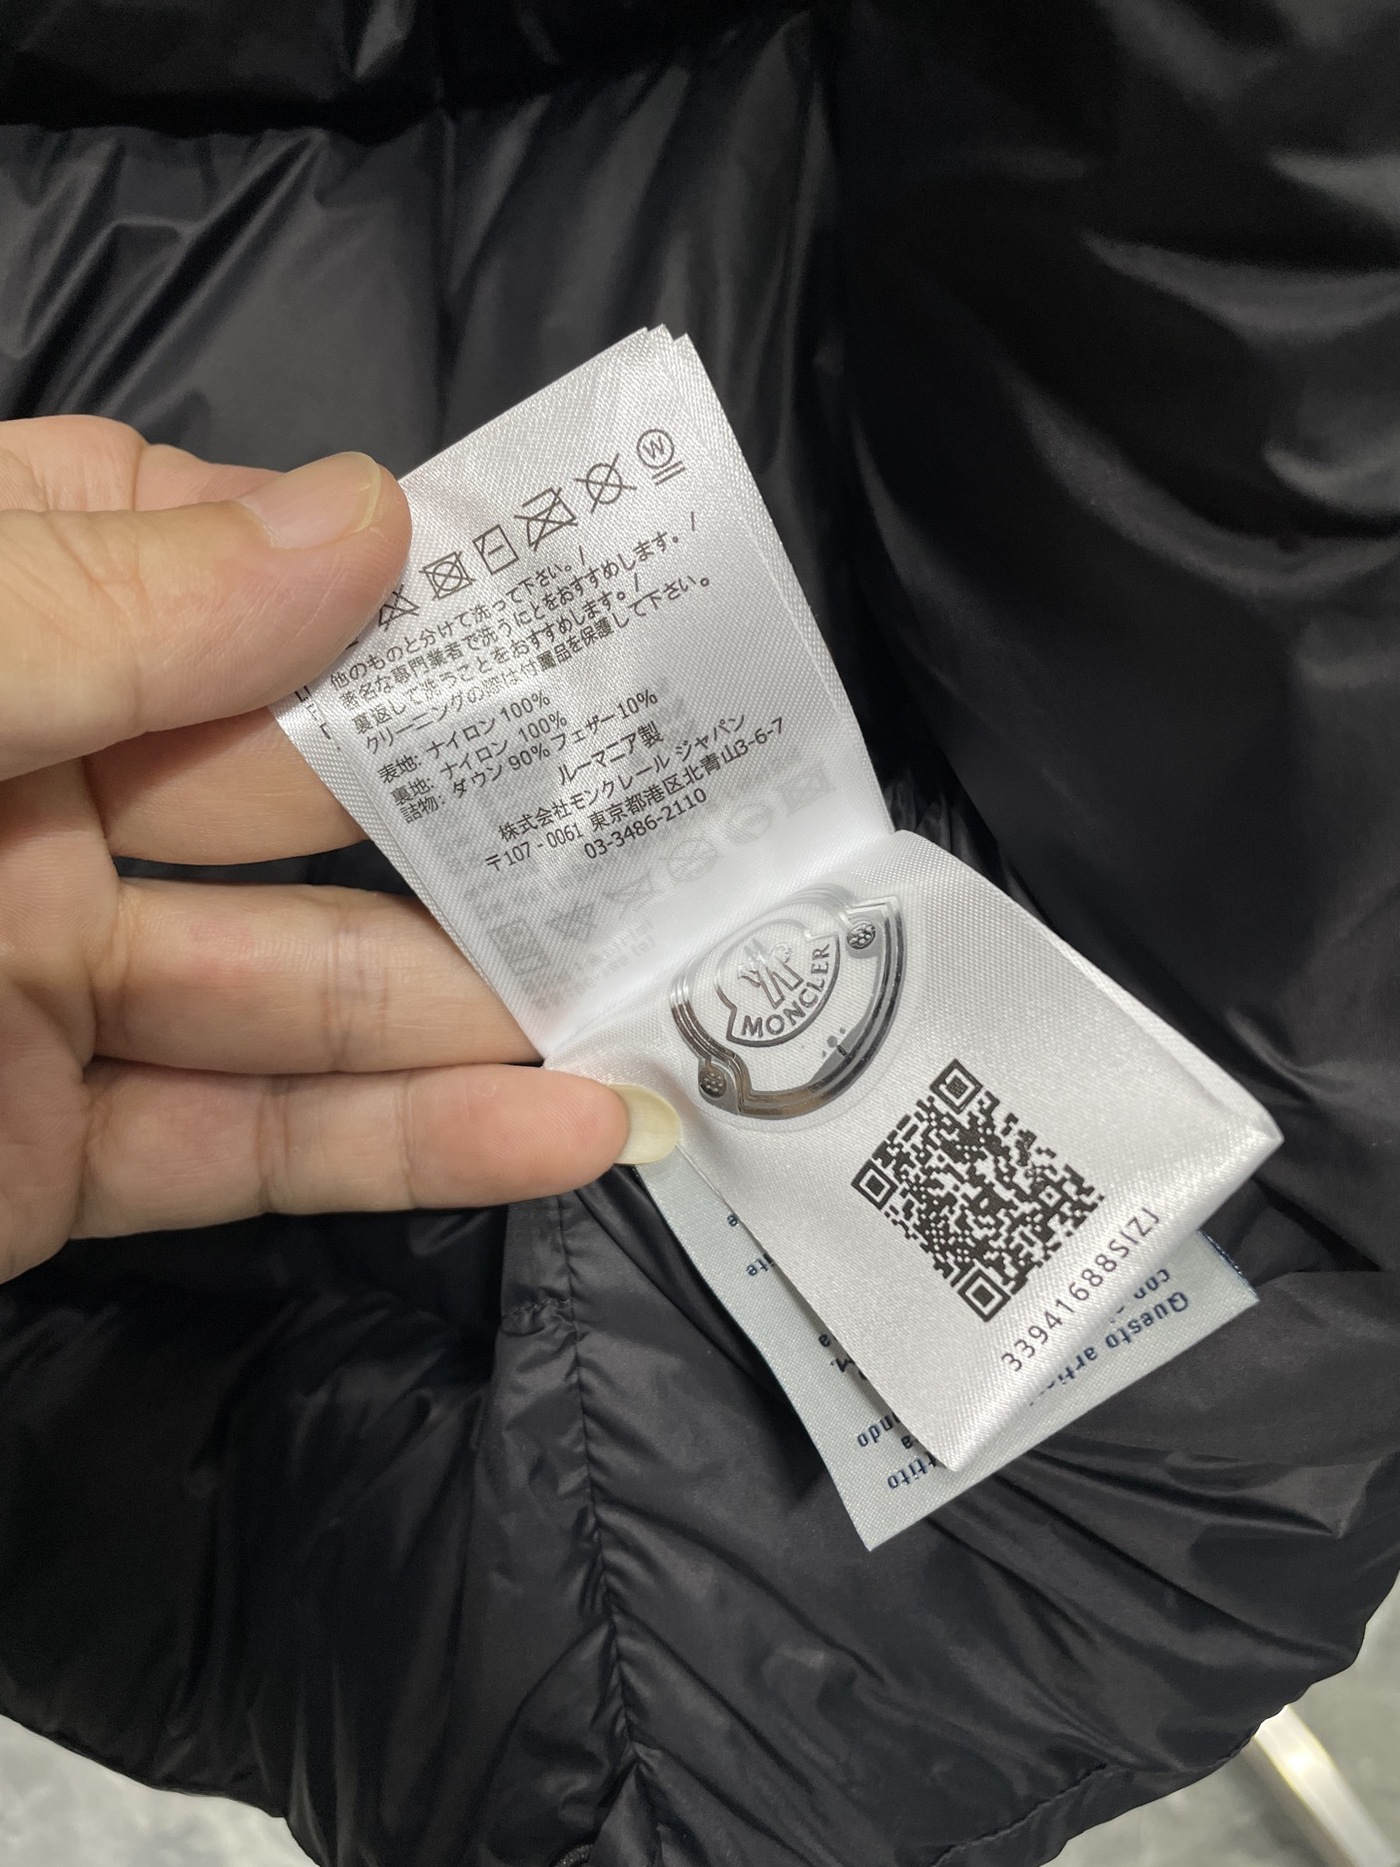 W
他のものと分けて洗って下さい。/
著名な専門業者で洗うにとをおすすめします。/
裏返しで洗うことをおすすめします。/
クリーニングの際は付属品を保護して下さい。
表地: ナイロン 100%
裏地: ナイロン 100%
詰物: ダウン 90% フェザー 10%
ルーマニア製
株式会社モンクレール ジャパン
〒107 - 0061 東京都港区北青山3-6-7
03-3486-2110
MONCLER
33941688SIZJ
Questo
con
ondo